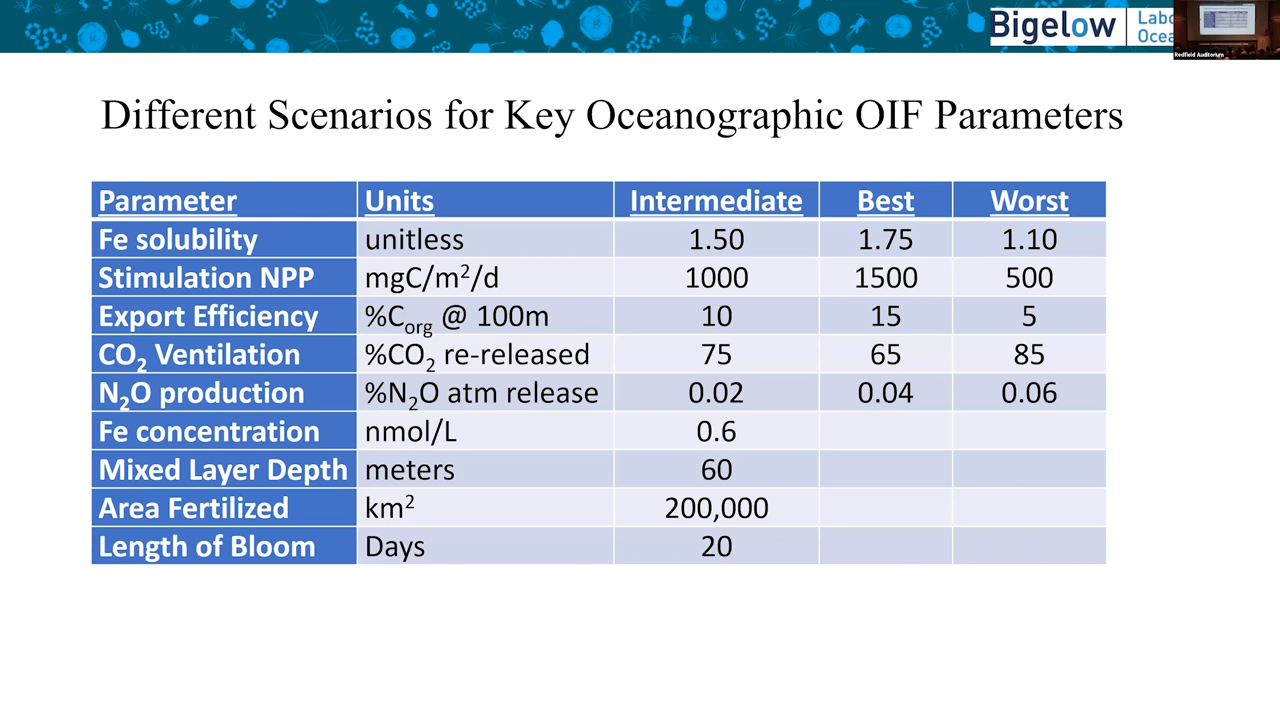 Bigelow
Redfield Auditorium
Different Scenarios for Key Oceanographic OIF Parameters
Parameter Units Intermediate Best Worst
Fe solubility unitless 1.50 1.75 1.10
Stimulation NPP mgC/m²/d 1000 1500 500
Export Efficiency %Corg @ 100m 10 15 5
CO₂ Ventilation %CO₂ re-released 75 65 85
N₂O production %N₂O atm release 0.02 0.04 0.06
Fe concentration nmol/L 0.6
Mixed Layer Depth meters 60
Area Fertilized km² 200,000
Length of Bloom Days 20